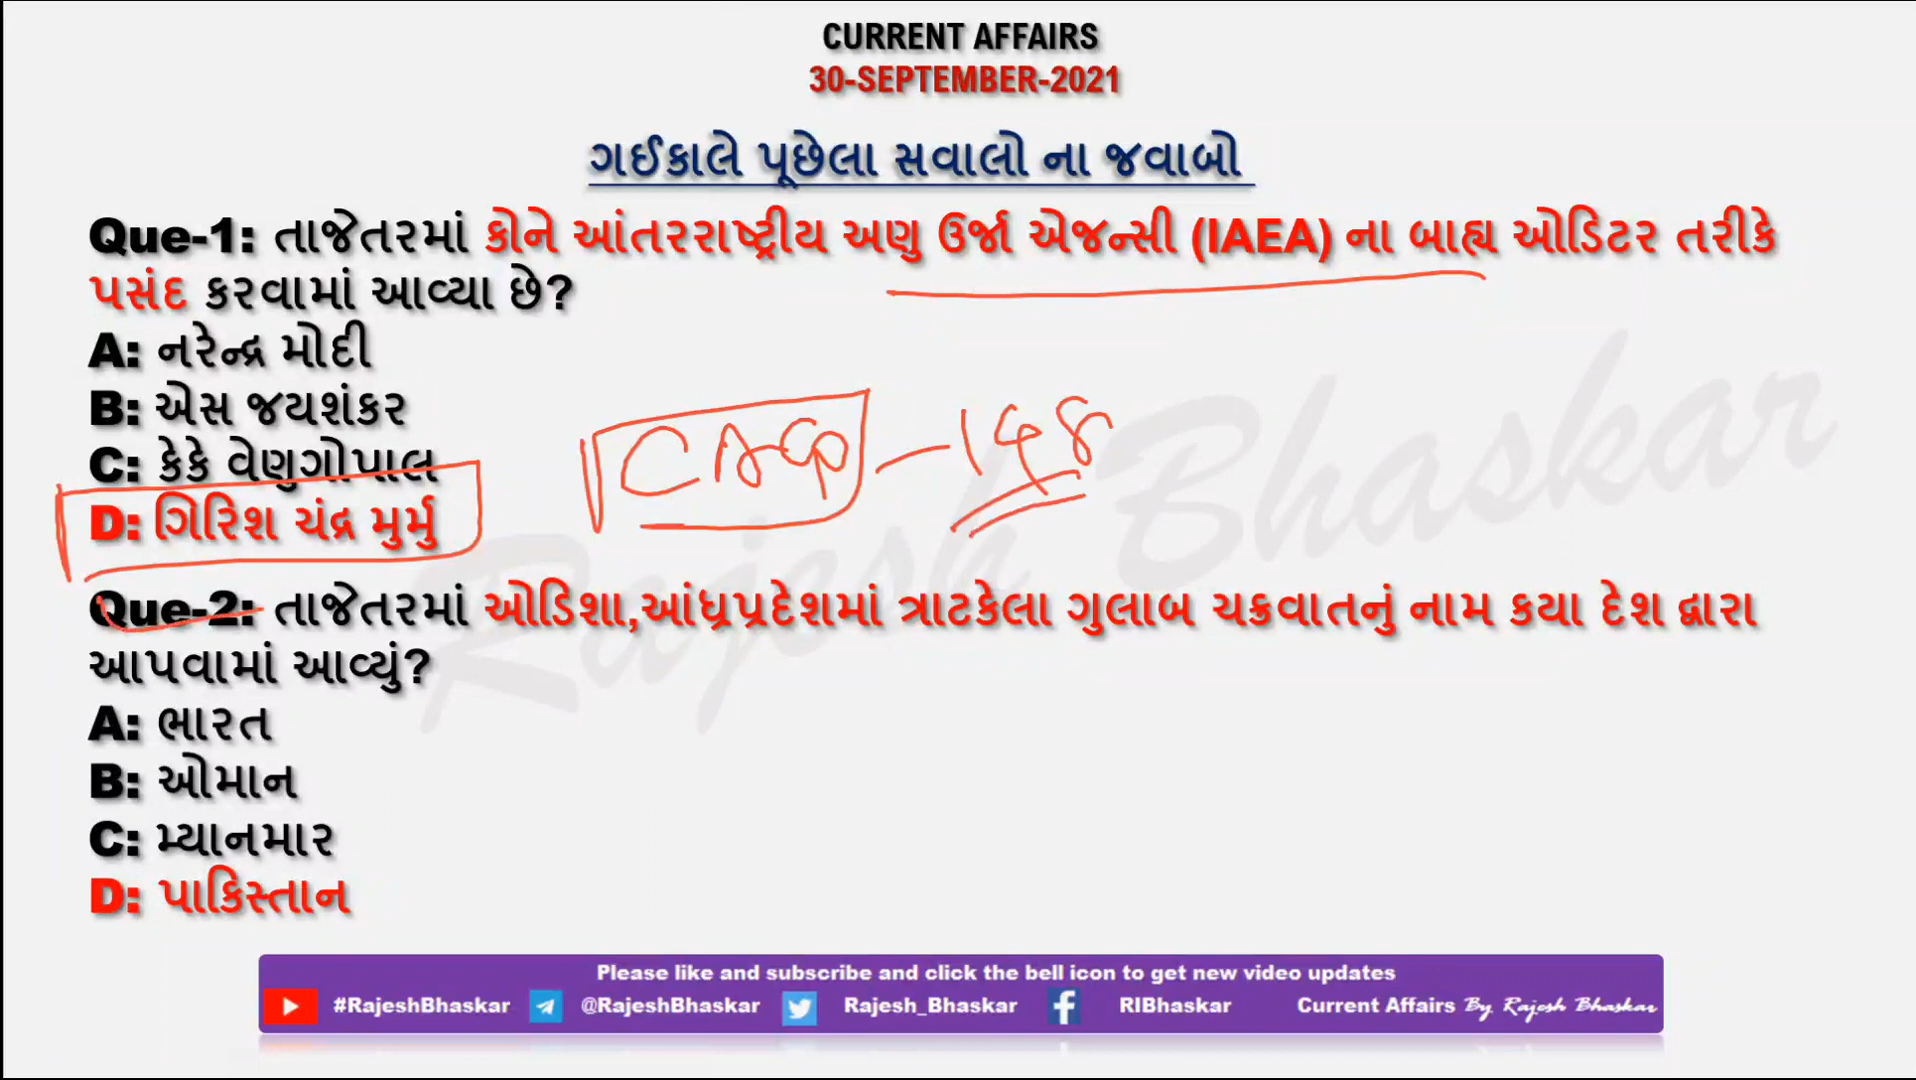 CURRENT AFFAIRS
30-SEPTEMBER-2021
ગઈકાલે પૂછેલા સવાલો ના જવાબો
Que-1: તાજેતરમાં કોને આંતરરાષ્ટ્રીય અણુ ઉર્જા એજન્સી (IAEA) ના બાહ્ય ઓડિટર તરીકે
પસંદ કરવામાં આવ્યા છે?
A: નરેન્દ્ર મોદી
B: એસ જયશંકર
C: કેકે વેણુગોપાલ
CAG - ૧૪૮
D: ગિરિશ ચંદ્ર મુર્મુ
Que-2: તાજેતરમાં ઓડિશા,આંધ્રપ્રદેશમાં ત્રાટકેલા ગુલાબ ચક્રવાતનું નામ કયા દેશ દ્વારા
આપવામાં આવ્યું?
A: ભારત
B: ઓમાન
C: મ્યાનમાર
D: પાકિસ્તાન
Rajesh Bhaskar
Please like and subscribe and click the bell icon to get new video updates
#RajeshBhaskar @RajeshBhaskar Rajesh_Bhaskar RIBhaskar Current Affairs By Rajesh Bhaskar